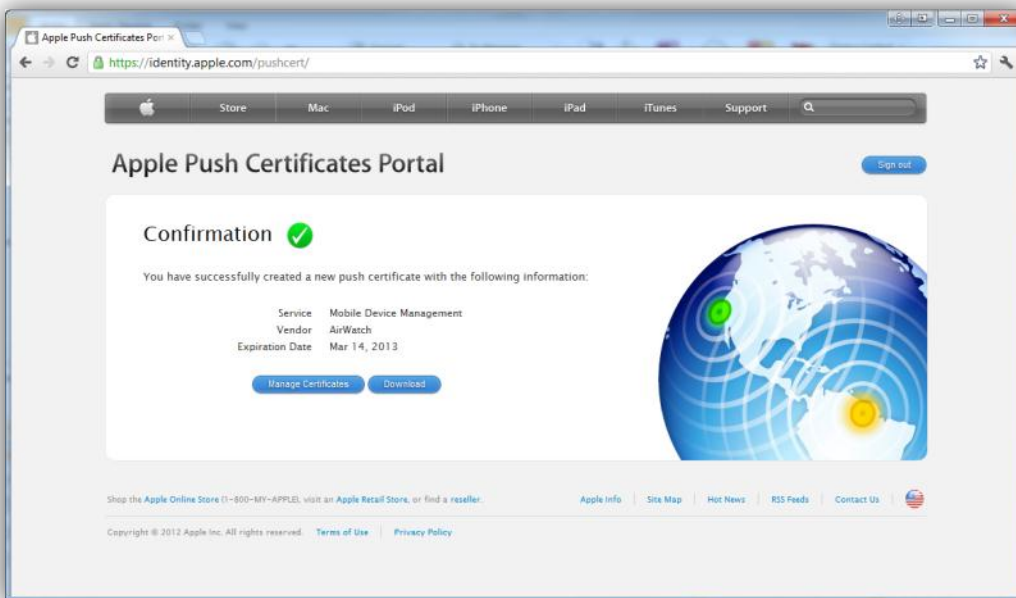 Apple Push Certificates Por
https://identity.apple.com/pushcert/
Store Mac iPod iPhone iPad iTunes Support
Apple Push Certificates Portal
Sign out
Confirmation
You have successfully created a new push certificate with the following information:
Service Mobile Device Management
Vendor AirWatch
Expiration Date Mar 14, 2013
Manage Certificates Download
Shop the Apple Online Store (1-800-MY-APPLE), visit an Apple Retail Store, or find a reseller.
Apple Info Site Map Hot News RSS Feeds Contact Us
Copyright © 2012 Apple Inc. All rights reserved. Terms of Use Privacy Policy